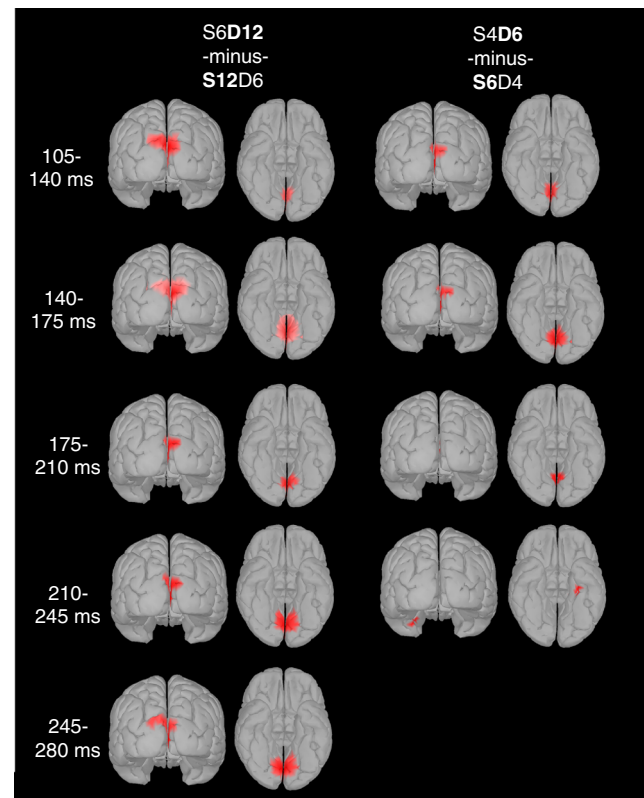 S6D12
-minus-
S12D6
S4D6
-minus-
S6D4
105-
140 ms
140-
175 ms
175-
210 ms
210-
245 ms
245-
280 ms